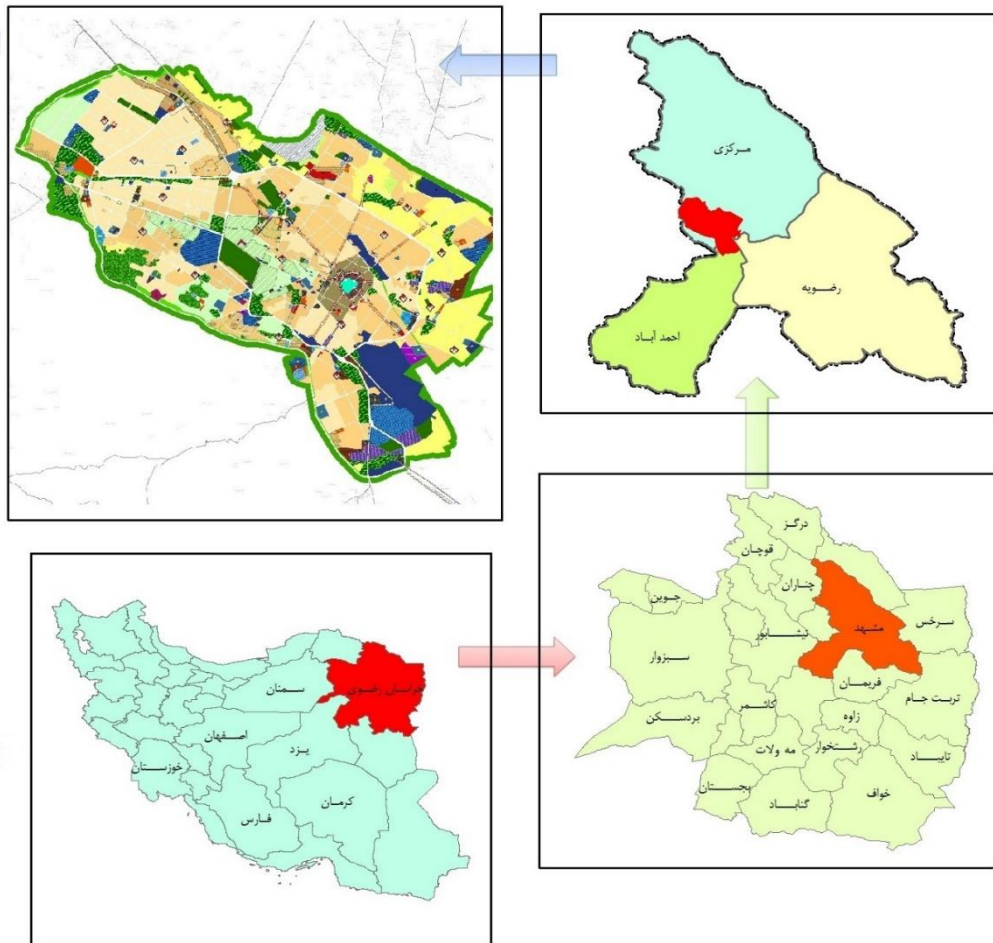 مرکزی
رضویه
احمد آباد
درگز
قوچان
چناران
جوین
مشهد
سرخس
نیشابور
سبزوار
فریمان
تربت جام
کاشمر
زاوه
بردسکن
مه ولات
رشتخوار
تایباد
بجستان
گناباد
خواف
خراسان رضوی
سمنان
اصفهان
یزد
خوزستان
کرمان
فارس